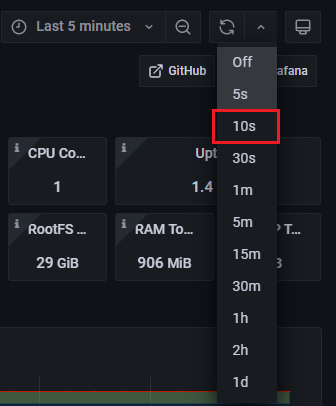 Last 5 minutes
GitHub
afana
Off
5s
10s
30s
1m
5m
15m
30m
1h
2h
1d
CPU Co...
1
Upt
1.4
RootFS ...
29 GiB
RAM To...
906 MiB
P T...
B